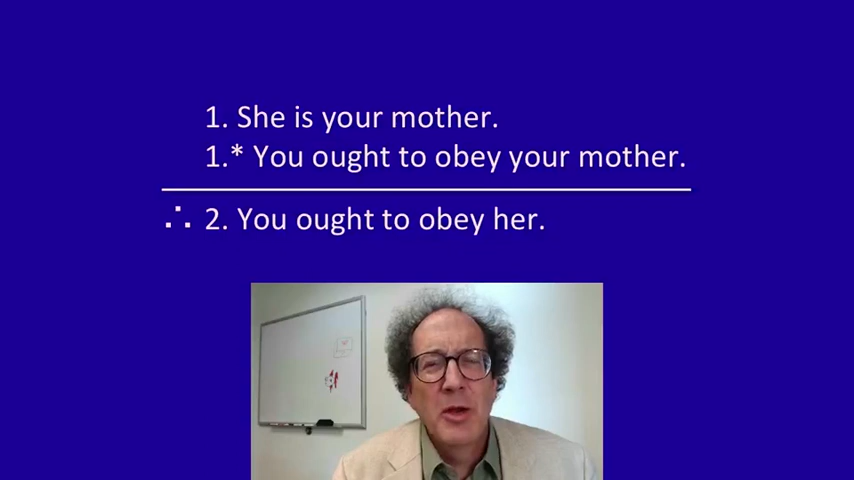 1. She is your mother.
1.* You ought to obey your mother.
∴ 2. You ought to obey her.